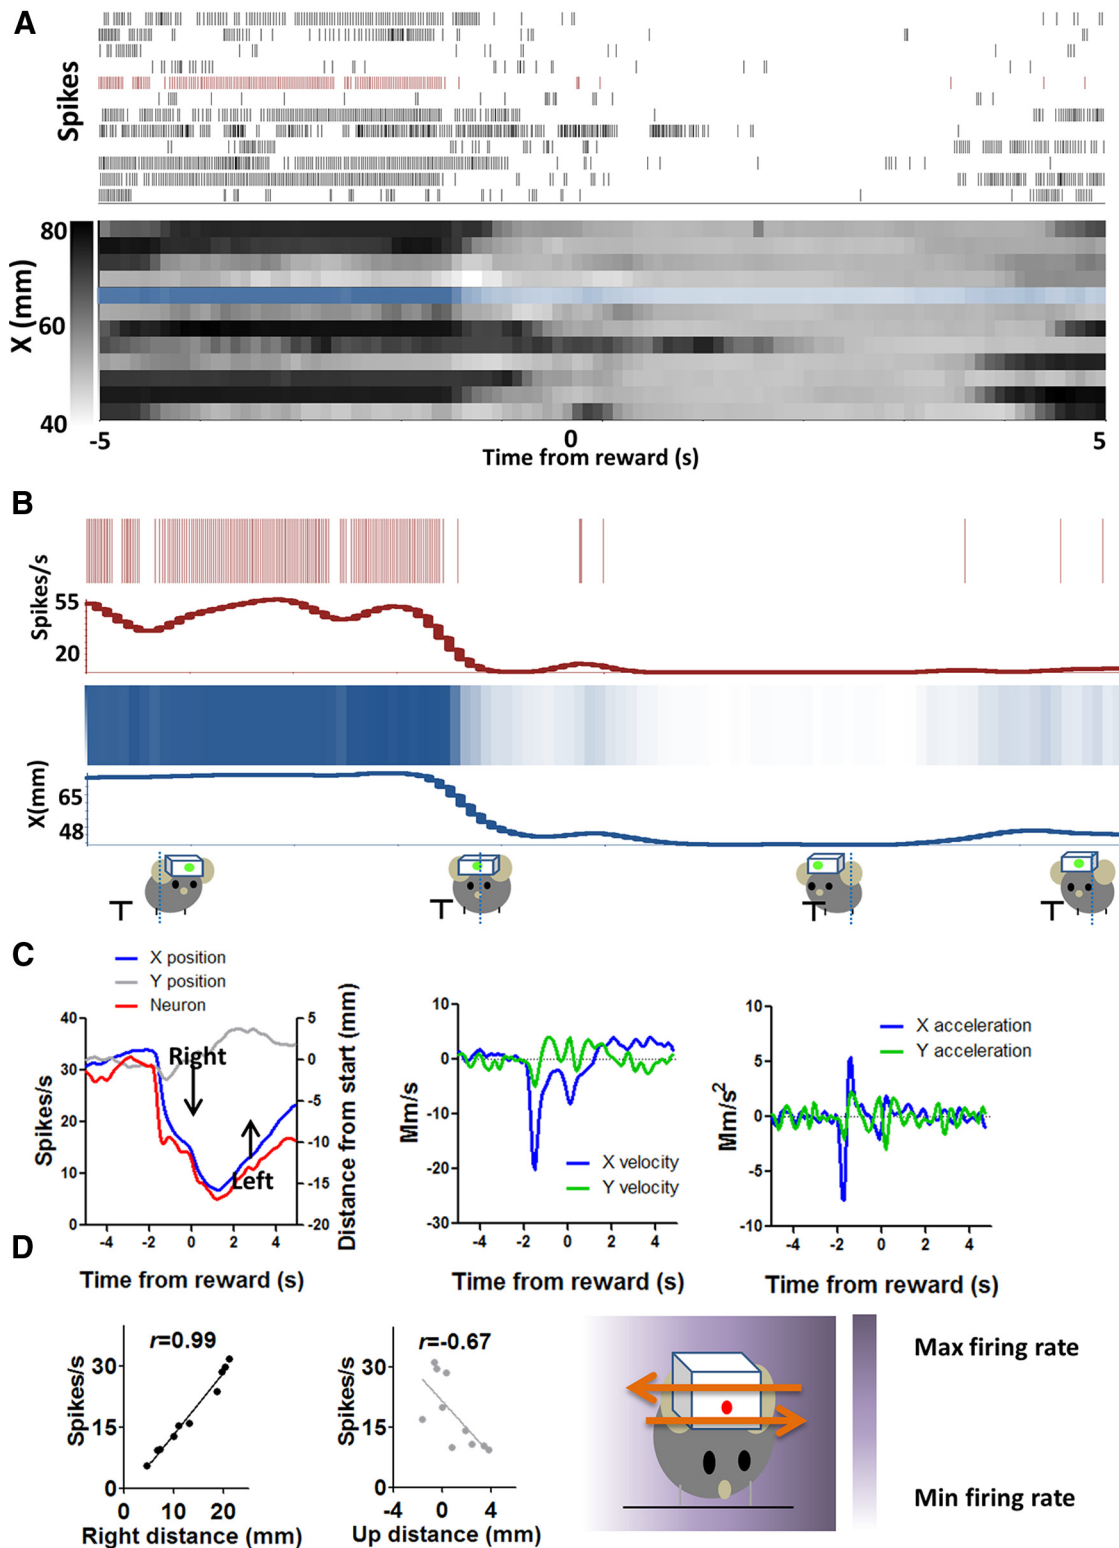 A
Spikes
X (mm)
80
60
40
-5
0
5
Time from reward (s)
B
Spikes/s
55
20
X(mm)
65
48
C
X position
Y position
Neuron
Spikes/s
40
30
20
10
0
Right
Left
5
0
-5
-10
-15
-20
Distance from start (mm)
-4 -2 0 2 4
Time from reward (s)
Mm/s
10
0
-10
-20
-30
X velocity
Y velocity
-4 -2 0 2 4
Time from reward (s)
Mm/s²
10
5
0
-5
-10
X acceleration
Y acceleration
-4 -2 0 2 4
Time from reward (s)
D
r=0.99
Spikes/s
30
15
0
0 10 20
Right distance (mm)
r=-0.67
Spikes/s
30
15
0
-4 0 4
Up distance (mm)
Max firing rate
Min firing rate